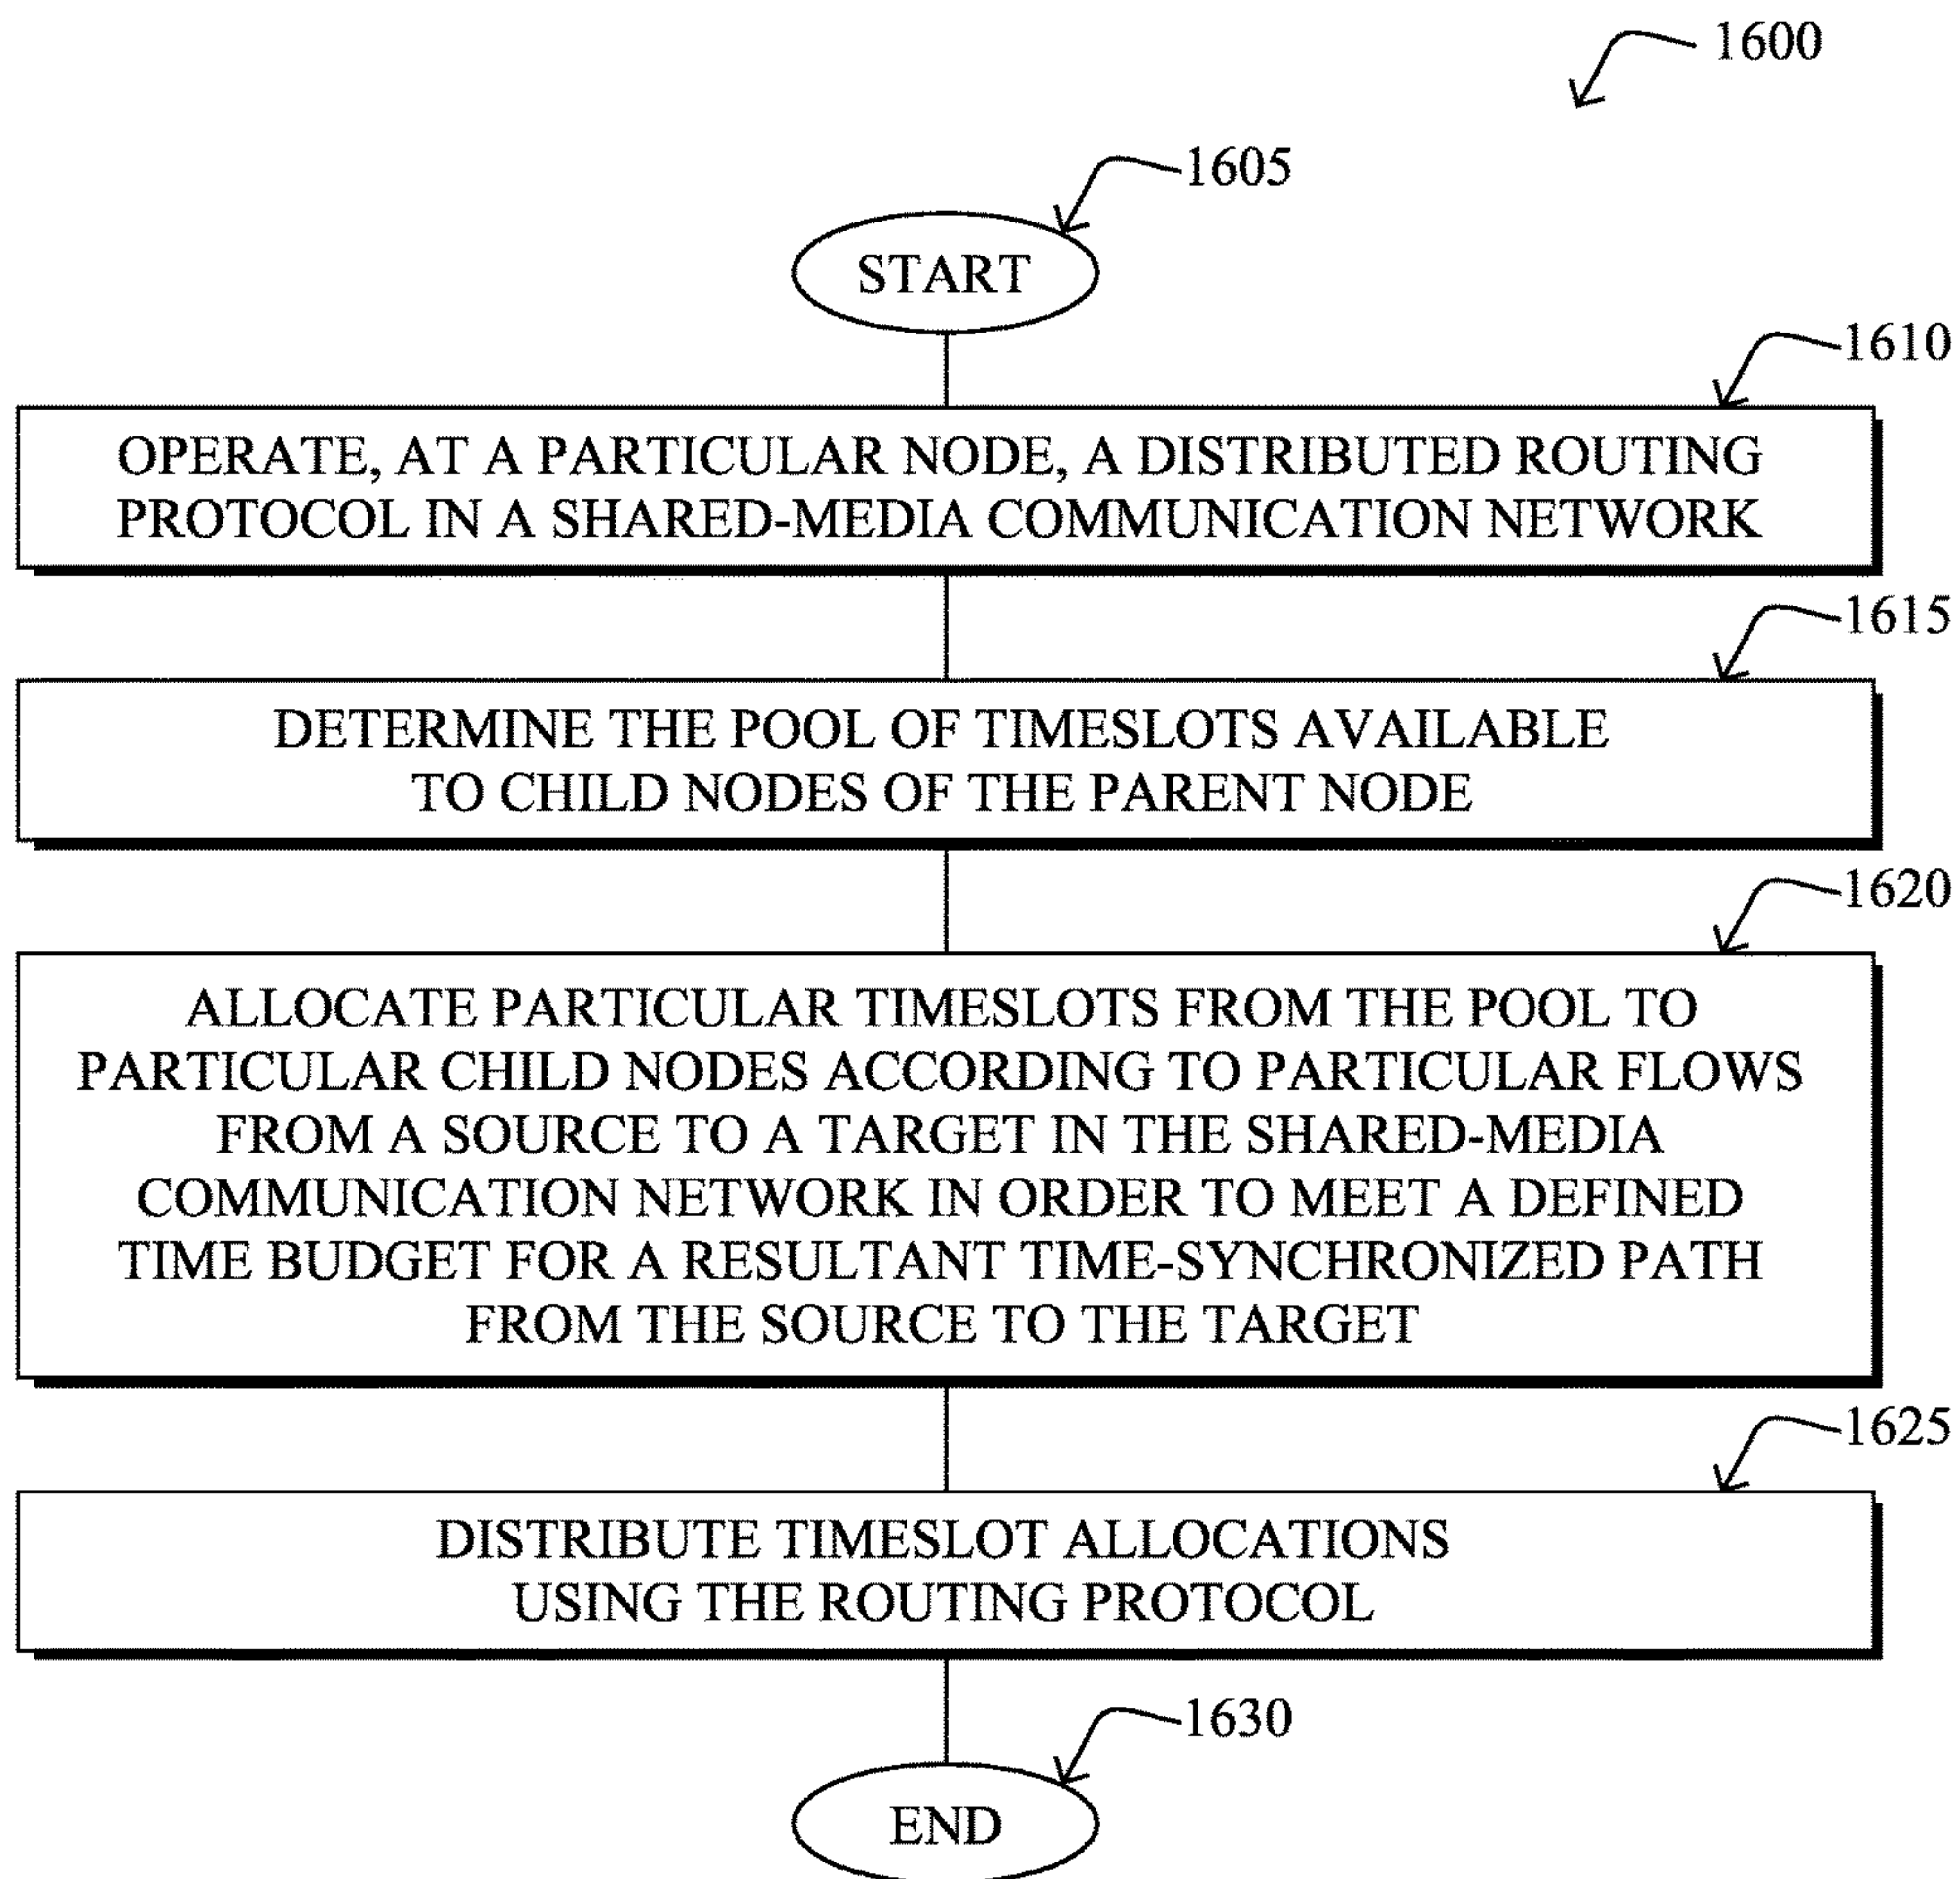 1600
1605
START
1610
OPERATE, AT A PARTICULAR NODE, A DISTRIBUTED ROUTING
PROTOCOL IN A SHARED-MEDIA COMMUNICATION NETWORK
1615
DETERMINE THE POOL OF TIMESLOTS AVAILABLE
TO CHILD NODES OF THE PARENT NODE
1620
ALLOCATE PARTICULAR TIMESLOTS FROM THE POOL TO
PARTICULAR CHILD NODES ACCORDING TO PARTICULAR FLOWS
FROM A SOURCE TO A TARGET IN THE SHARED-MEDIA
COMMUNICATION NETWORK IN ORDER TO MEET A DEFINED
TIME BUDGET FOR A RESULTANT TIME-SYNCHRONIZED PATH
FROM THE SOURCE TO THE TARGET
1625
DISTRIBUTE TIMESLOT ALLOCATIONS
USING THE ROUTING PROTOCOL
1630
END